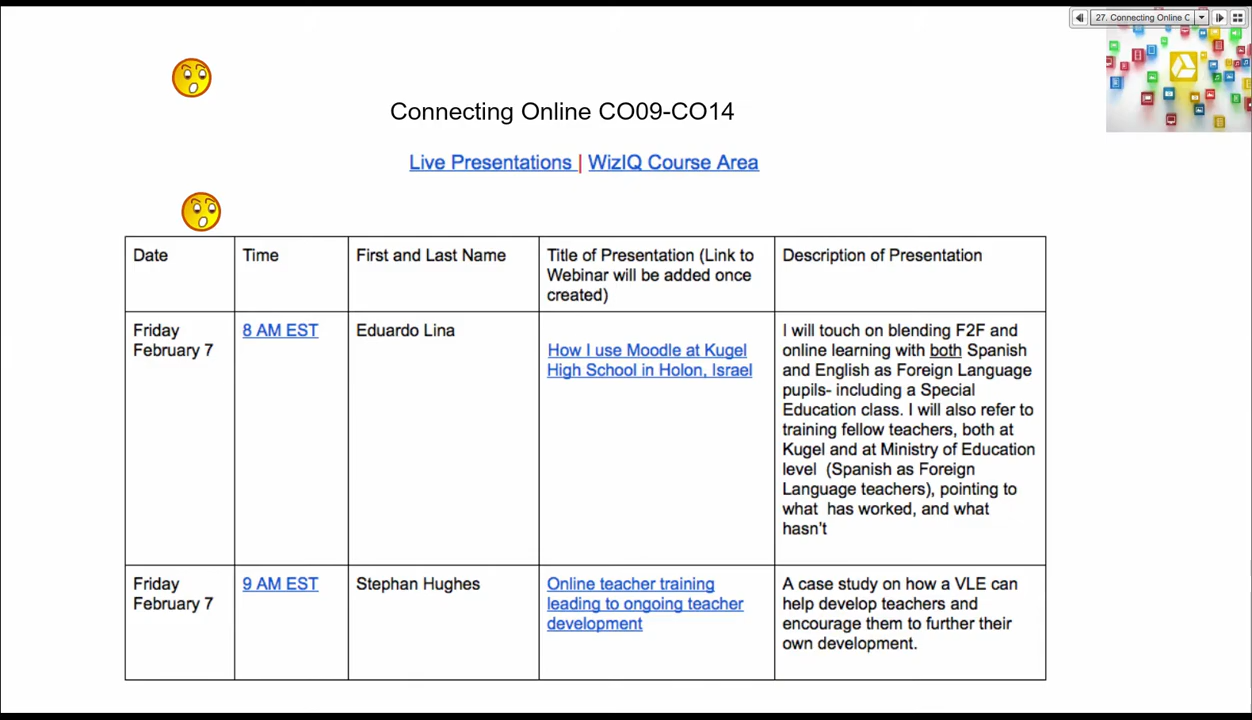 27. Connecting Online C
Connecting Online CO09-CO14
Live Presentations | WizIQ Course Area
Date
Time
First and Last Name
Title of Presentation (Link to
Webinar will be added once
created)
Description of Presentation
Friday
February 7
8 AM EST
Eduardo Lina
How I use Moodle at Kugel
High School in Holon, Israel
I will touch on blending F2F and
online learning with both Spanish
and English as Foreign Language
pupils- including a Special
Education class. I will also refer to
training fellow teachers, both at
Kugel and at Ministry of Education
level (Spanish as Foreign
Language teachers), pointing to
what has worked, and what
hasn't
Friday
February 7
9 AM EST
Stephan Hughes
Online teacher training
leading to ongoing teacher
development
A case study on how a VLE can
help develop teachers and
encourage them to further their
own development.